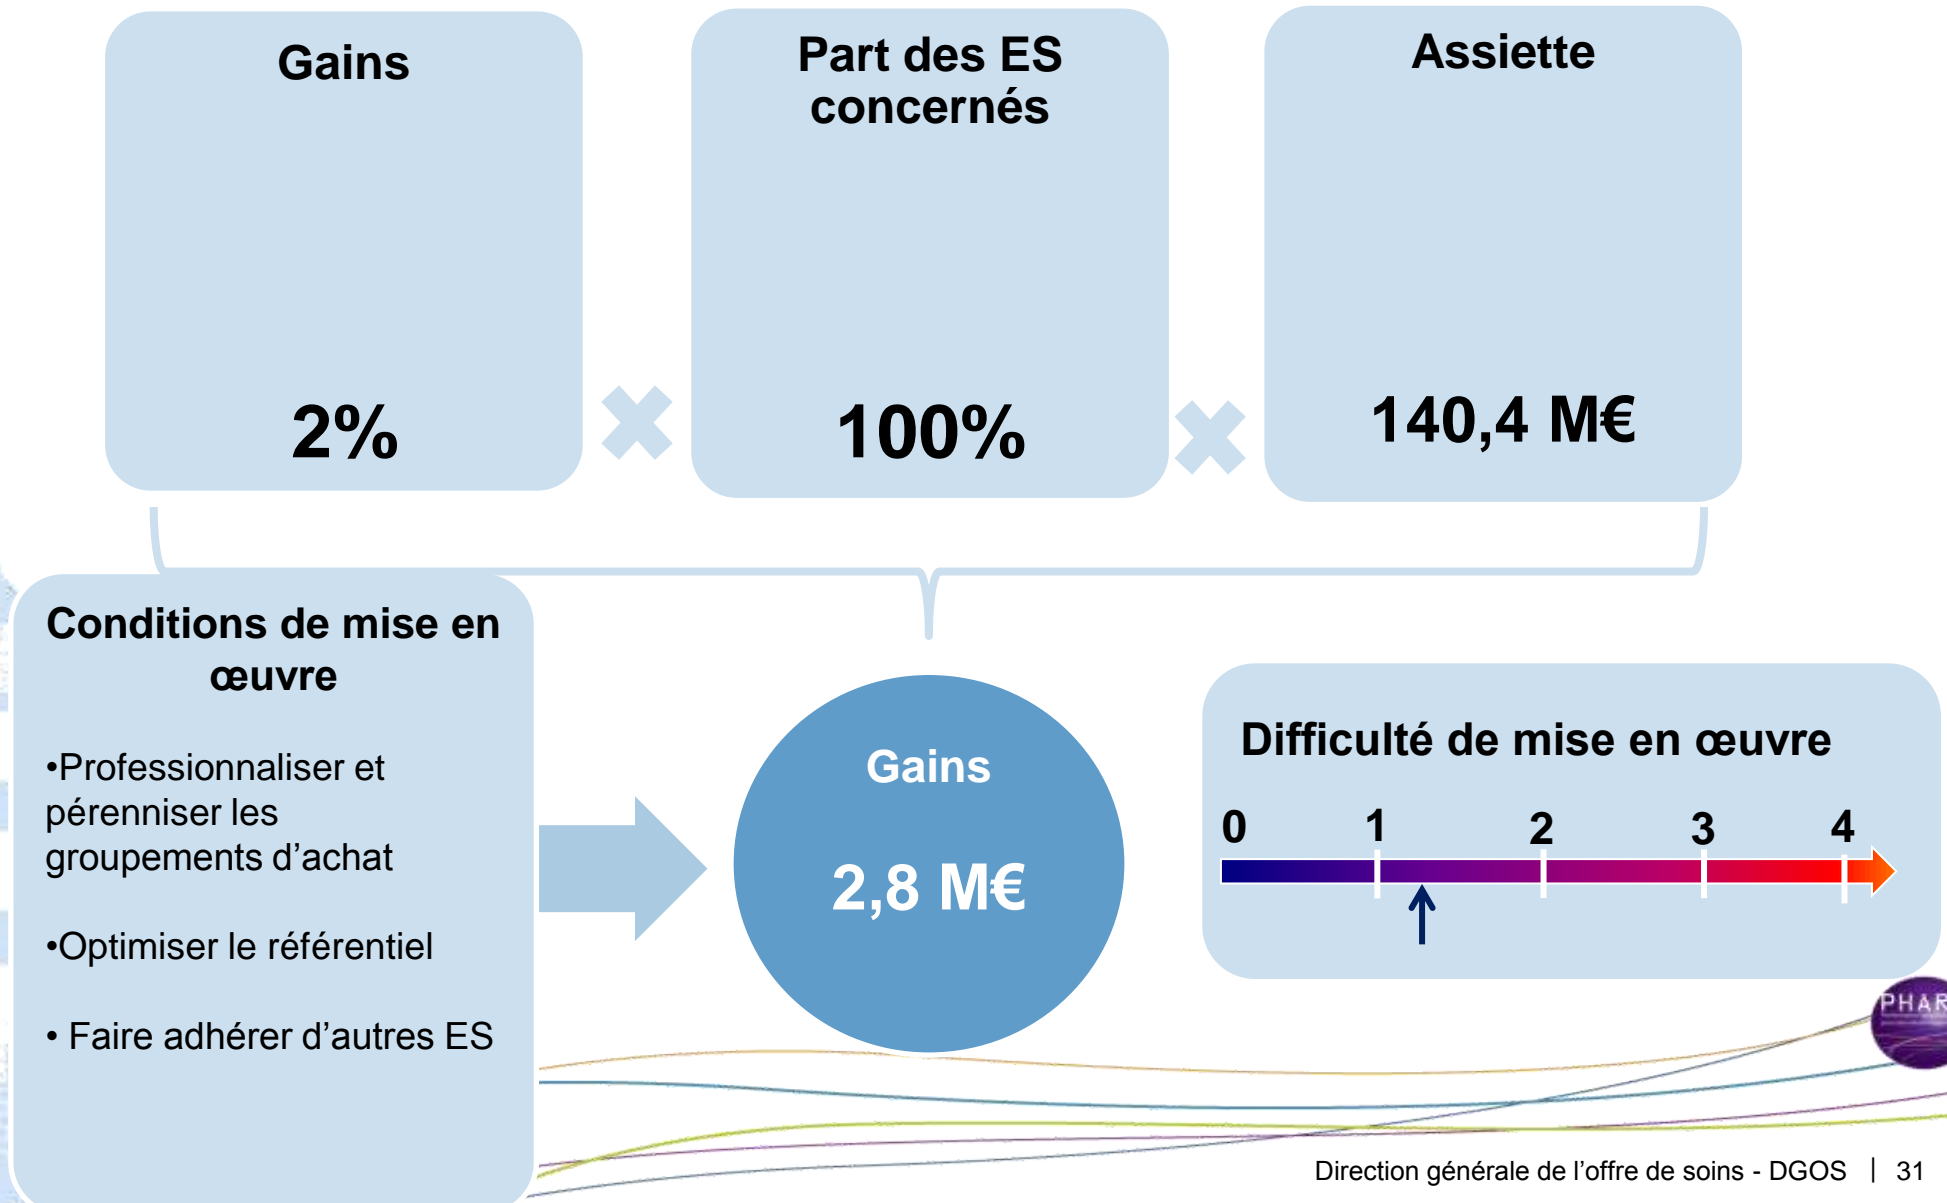 Gains
2%
Part des ES
concernés
100%
Assiette
140,4 M€
Conditions de mise en
œuvre
•Professionnaliser et
pérenniser les
groupements d’achat
•Optimiser le référentiel
• Faire adhérer d’autres ES
Gains
2,8 M€
Difficulté de mise en œuvre
0 1 2 3 4
PHAR
Direction générale de l’offre de soins - DGOS | 31